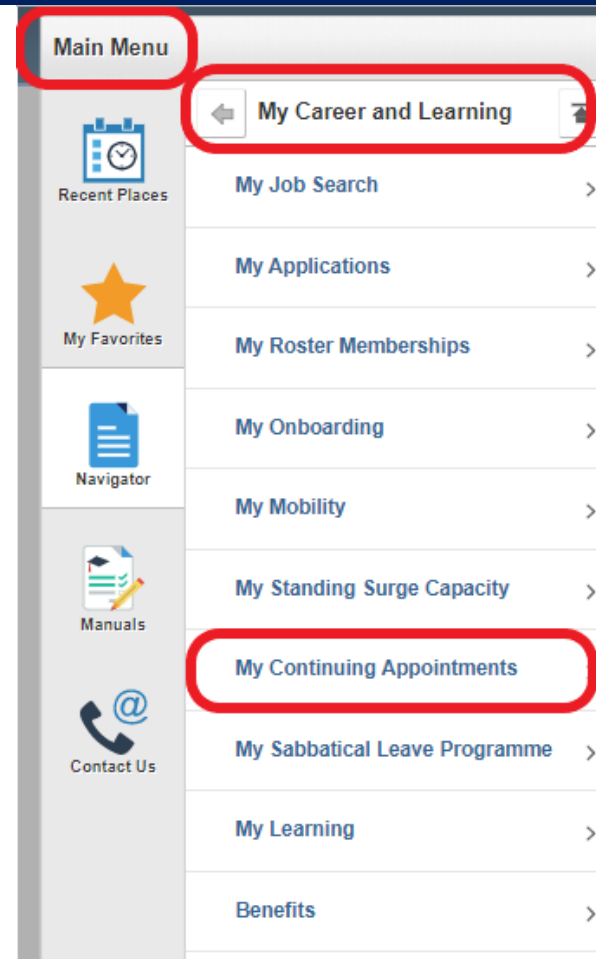 Main Menu
My Career and Learning
Recent Places
My Favorites
Navigator
Manuals
@
Contact Us
My Job Search
My Applications
My Roster Memberships
My Onboarding
My Mobility
My Standing Surge Capacity
My Continuing Appointments
My Sabbatical Leave Programme
My Learning
Benefits